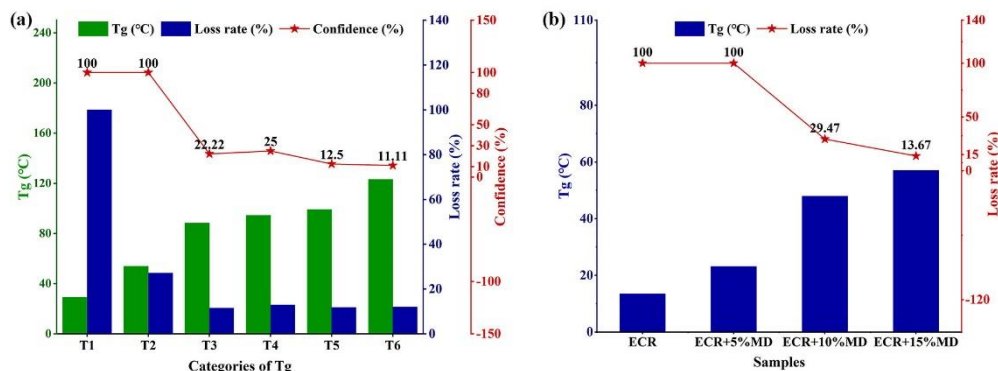 (a)
Tg (°C) Loss rate (%) Confidence (%)
240
200
160
120
80
40
0
Tg (°C)
100 100 22.22 25 12.5 11.11
T1 T2 T3 T4 T5 T6
Categories of Tg
140
120
100
80
60
40
20
0
Loss rate (%)
150
100
80
50
30
10
0
-100
-150
Confidence (%)
(b)
Tg (°C) Loss rate (%)
110
80
60
40
20
0
Tg (°C)
100 100 29.47 13.67
ECR ECR+5%MD ECR+10%MD ECR+15%MD
Samples
140
100
50
15
0
-120
Loss rate (%)